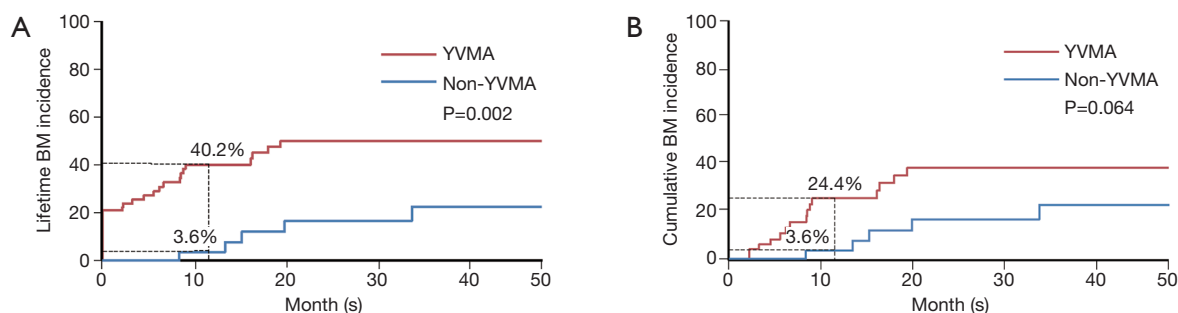 A
Lifetime BM incidence
100
80
60
40
20
0
YVMA
Non-YVMA
P=0.002
40.2%
3.6%
0 10 20 30 40 50
Month (s)
B
Cumulative BM incidence
100
80
60
40
20
0
YVMA
Non-YVMA
P=0.064
24.4%
3.6%
0 10 20 30 40 50
Month (s)